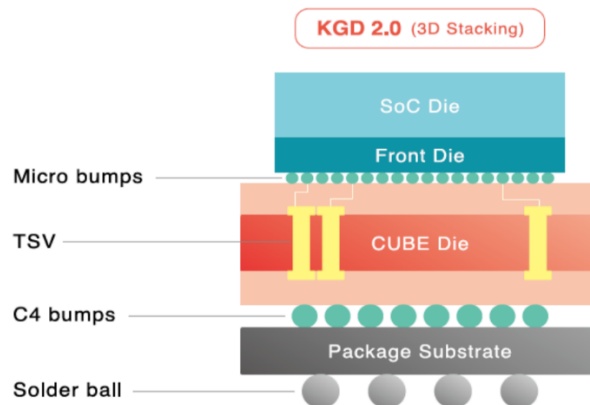 KGD 2.0 (3D Stacking)
SoC Die
Front Die
Micro bumps
TSV
CUBE Die
C4 bumps
Package Substrate
Solder ball